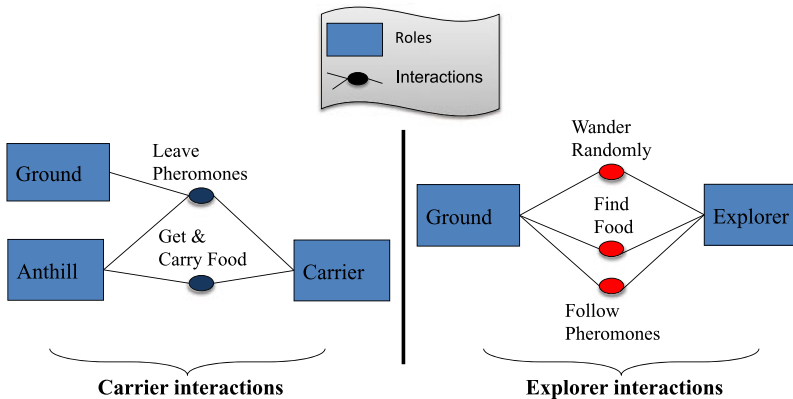 Roles
Interactions
Leave
Pheromones
Ground
Get &
Carry Food
Anthill
Carrier
Carrier interactions
Wander
Randomly
Ground
Find
Food
Explorer
Follow
Pheromones
Explorer interactions